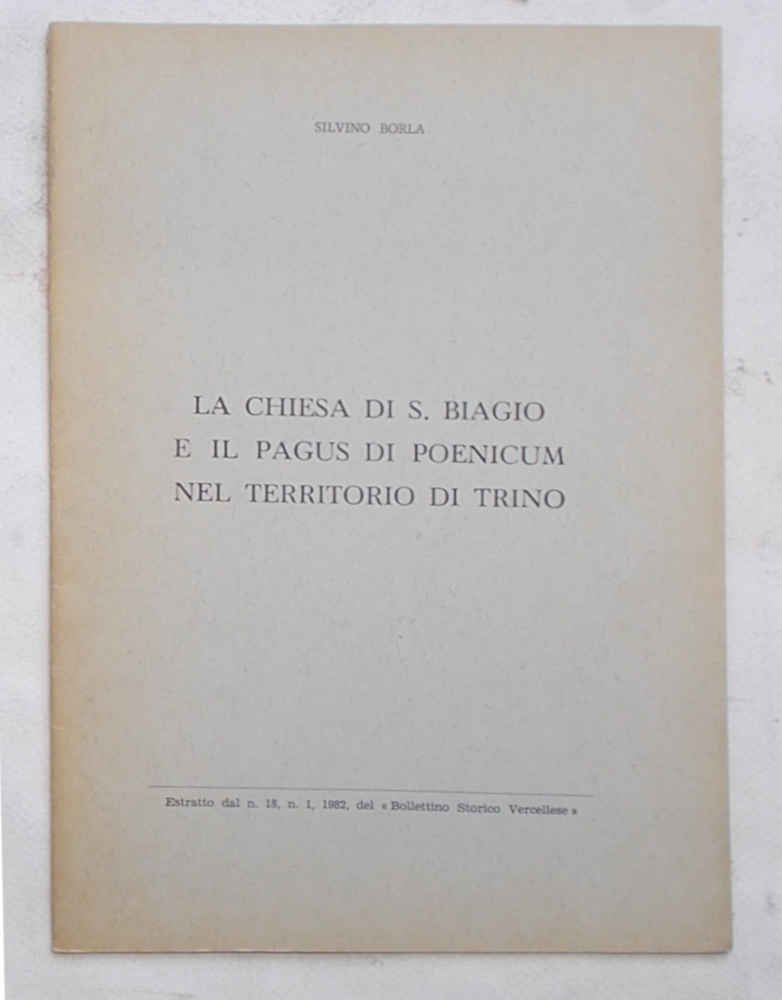 SILVINO BORLA
LA CHIESA DI S. BIAGIO
E IL PAGUS DI POENICUM
NEL TERRITORIO DI TRINO
Estratto dal n. 18, n. 1, 1982, del « Bollettino Storico Vercellese »